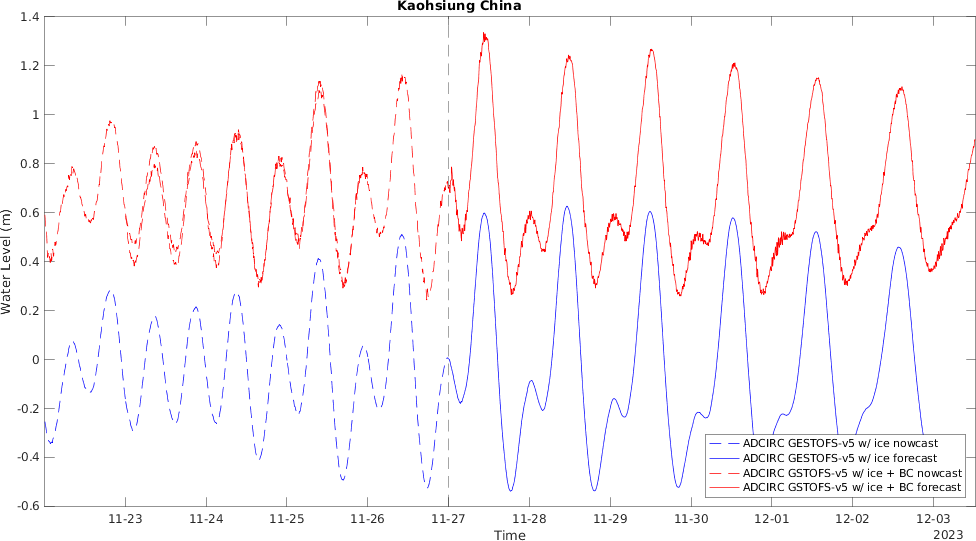 Kaohsiung China
1.4
1.2
1
0.8
0.6
0.4
0.2
0
-0.2
-0.4
-0.6
Water Level (m)
ADCIRC GESTOFS-v5 w/ ice nowcast
ADCIRC GESTOFS-v5 w/ ice forecast
ADCIRC GSTOFS-v5 w/ ice + BC nowcast
ADCIRC GSTOFS-v5 w/ ice + BC forecast
11-23 11-24 11-25 11-26 11-27 11-28 11-29 11-30 12-01 12-02 12-03
Time
2023